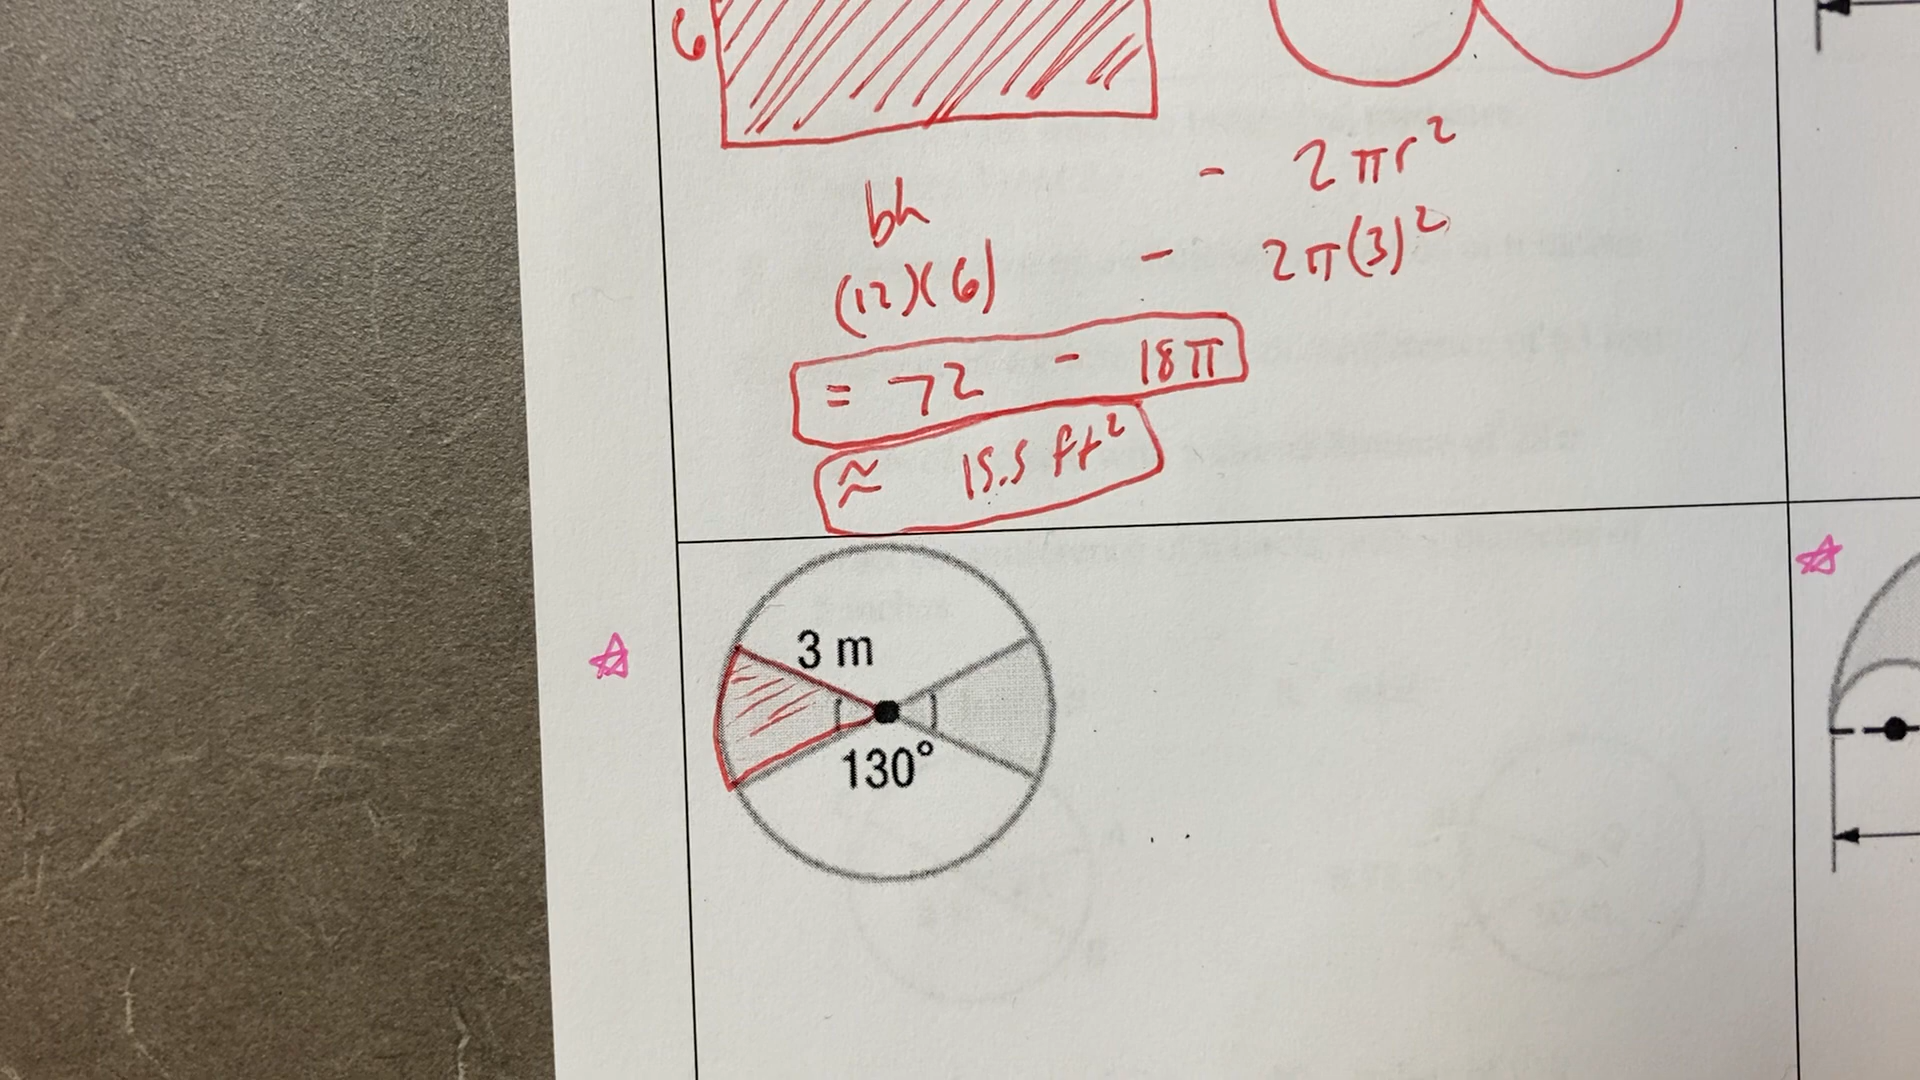 6
bh - 2πr²
(12)(6) - 2π(3)²
= 72 - 18π
≈ 15.5 ft²
3 m
130°